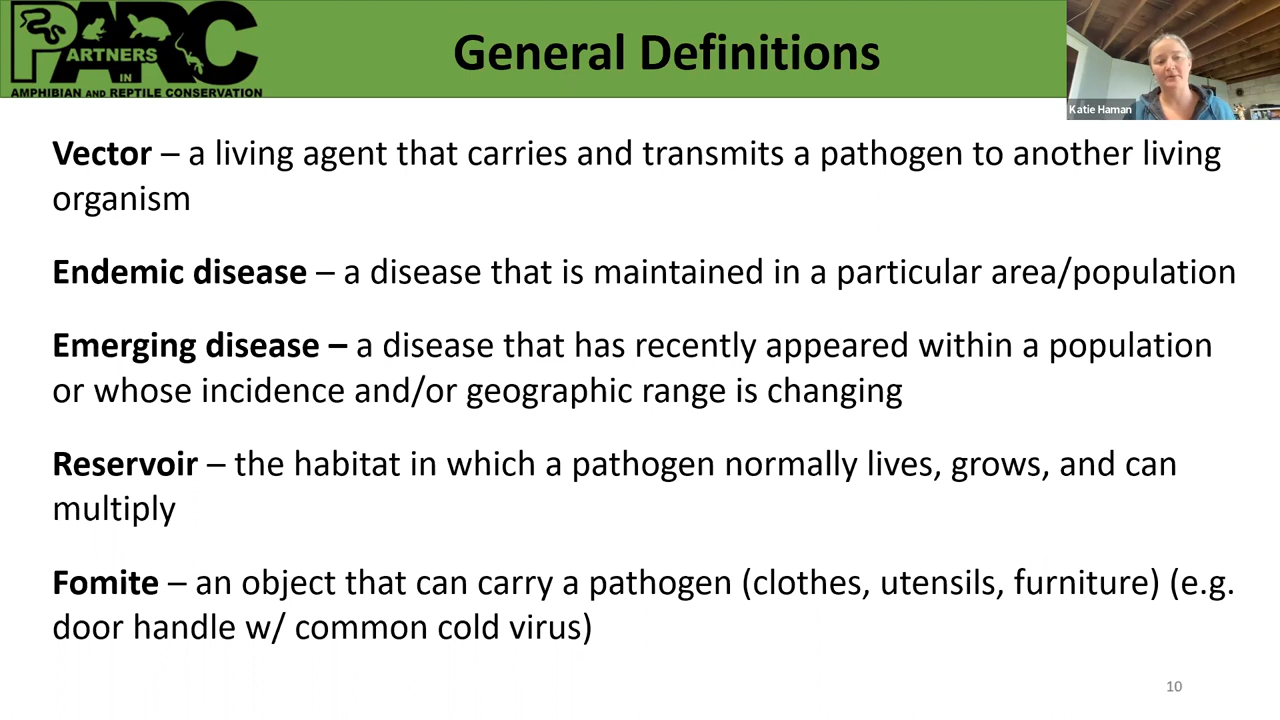 PARC
PARTNERS
IN
AMPHIBIAN AND REPTILE CONSERVATION
General Definitions
Katie Haman
Vector – a living agent that carries and transmits a pathogen to another living
organism
Endemic disease – a disease that is maintained in a particular area/population
Emerging disease – a disease that has recently appeared within a population
or whose incidence and/or geographic range is changing
Reservoir – the habitat in which a pathogen normally lives, grows, and can
multiply
Fomite – an object that can carry a pathogen (clothes, utensils, furniture) (e.g.
door handle w/ common cold virus)
10